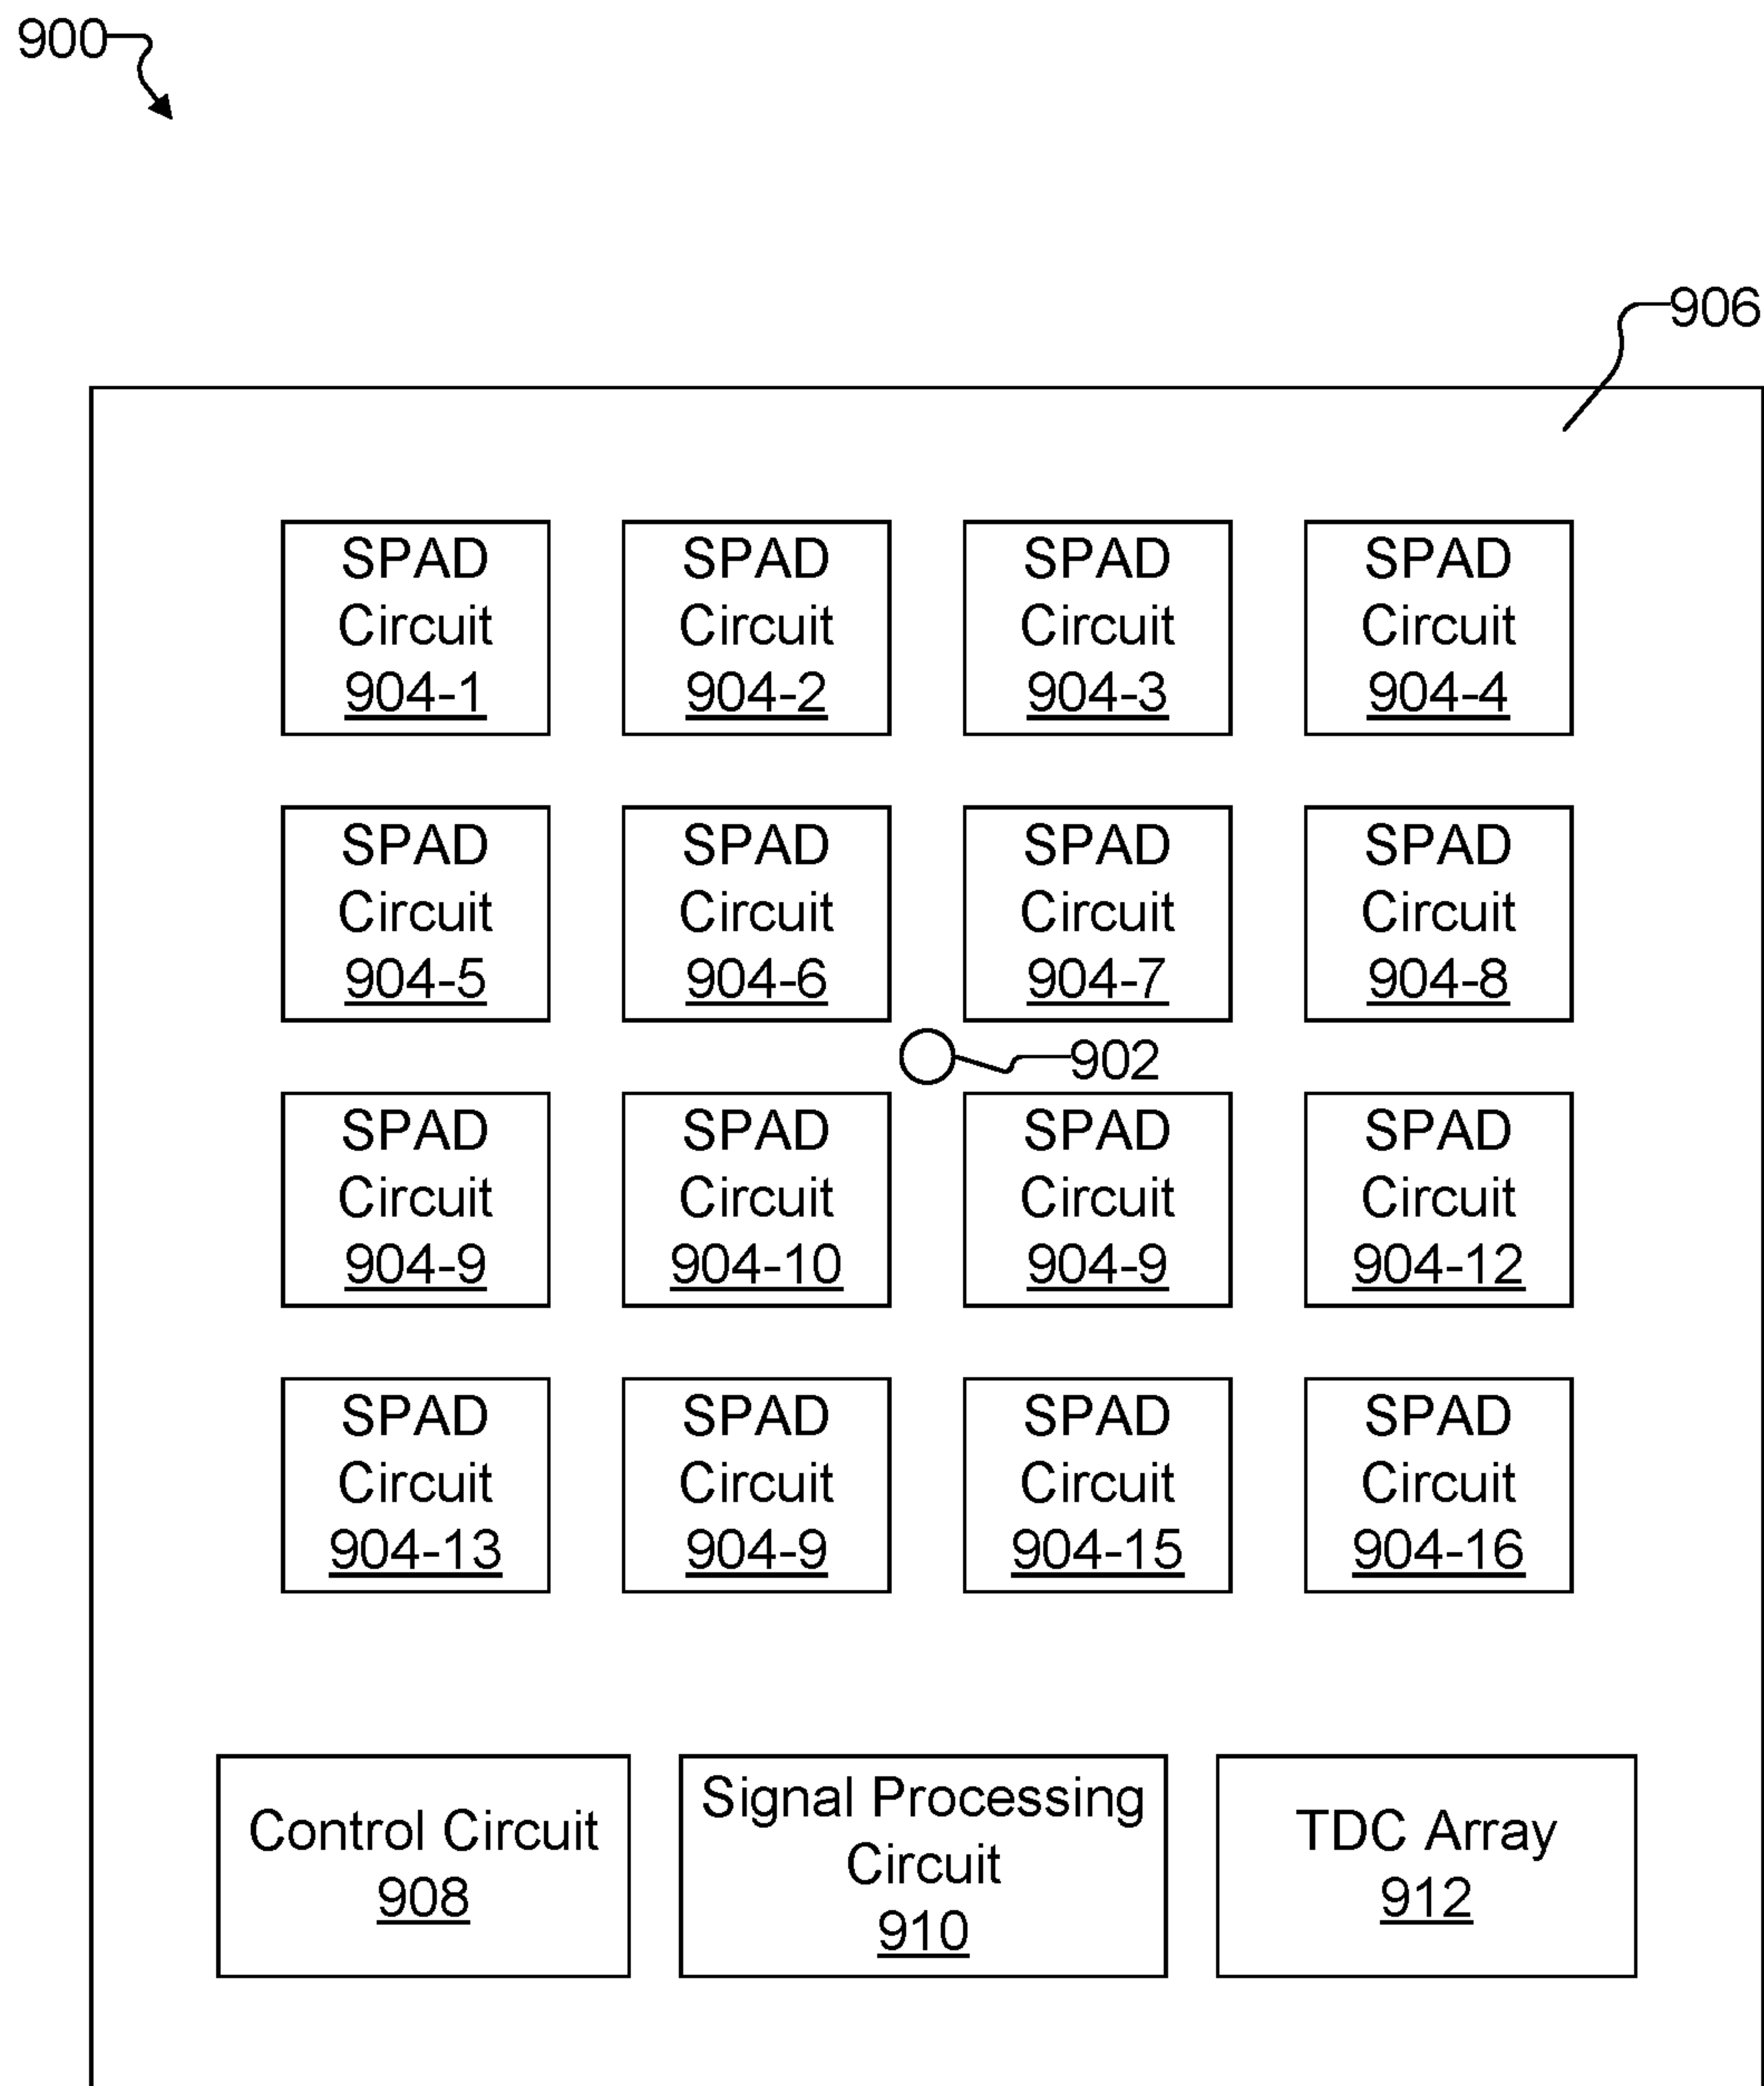 900
906
SPAD SPAD SPAD SPAD
Circuit Circuit Circuit Circuit
904-1 904-2 904-3 904-4
SPAD SPAD SPAD SPAD
Circuit Circuit Circuit Circuit
904-5 904-6 904-7 904-8
902
SPAD SPAD SPAD SPAD
Circuit Circuit Circuit Circuit
904-9 904-10 904-9 904-12
SPAD SPAD SPAD SPAD
Circuit Circuit Circuit Circuit
904-13 904-9 904-15 904-16
Control Circuit
908
Signal Processing
Circuit
910
TDC Array
912